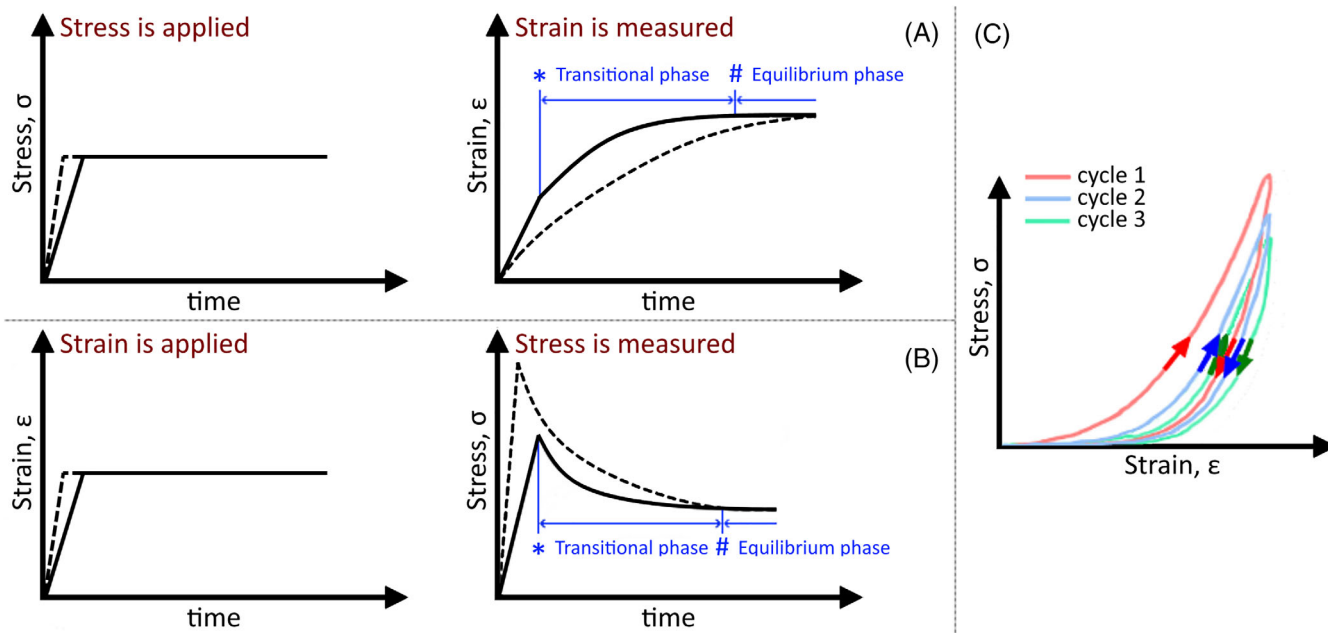 Stress is applied
Stress, σ
time
Strain is measured
(A)
* Transitional phase # Equilibrium phase
Strain, ε
time
Strain is applied
Strain, ε
time
Stress is measured
(B)
Stress, σ
* Transitional phase # Equilibrium phase
time
(C)
cycle 1
cycle 2
cycle 3
Stress, σ
Strain, ε